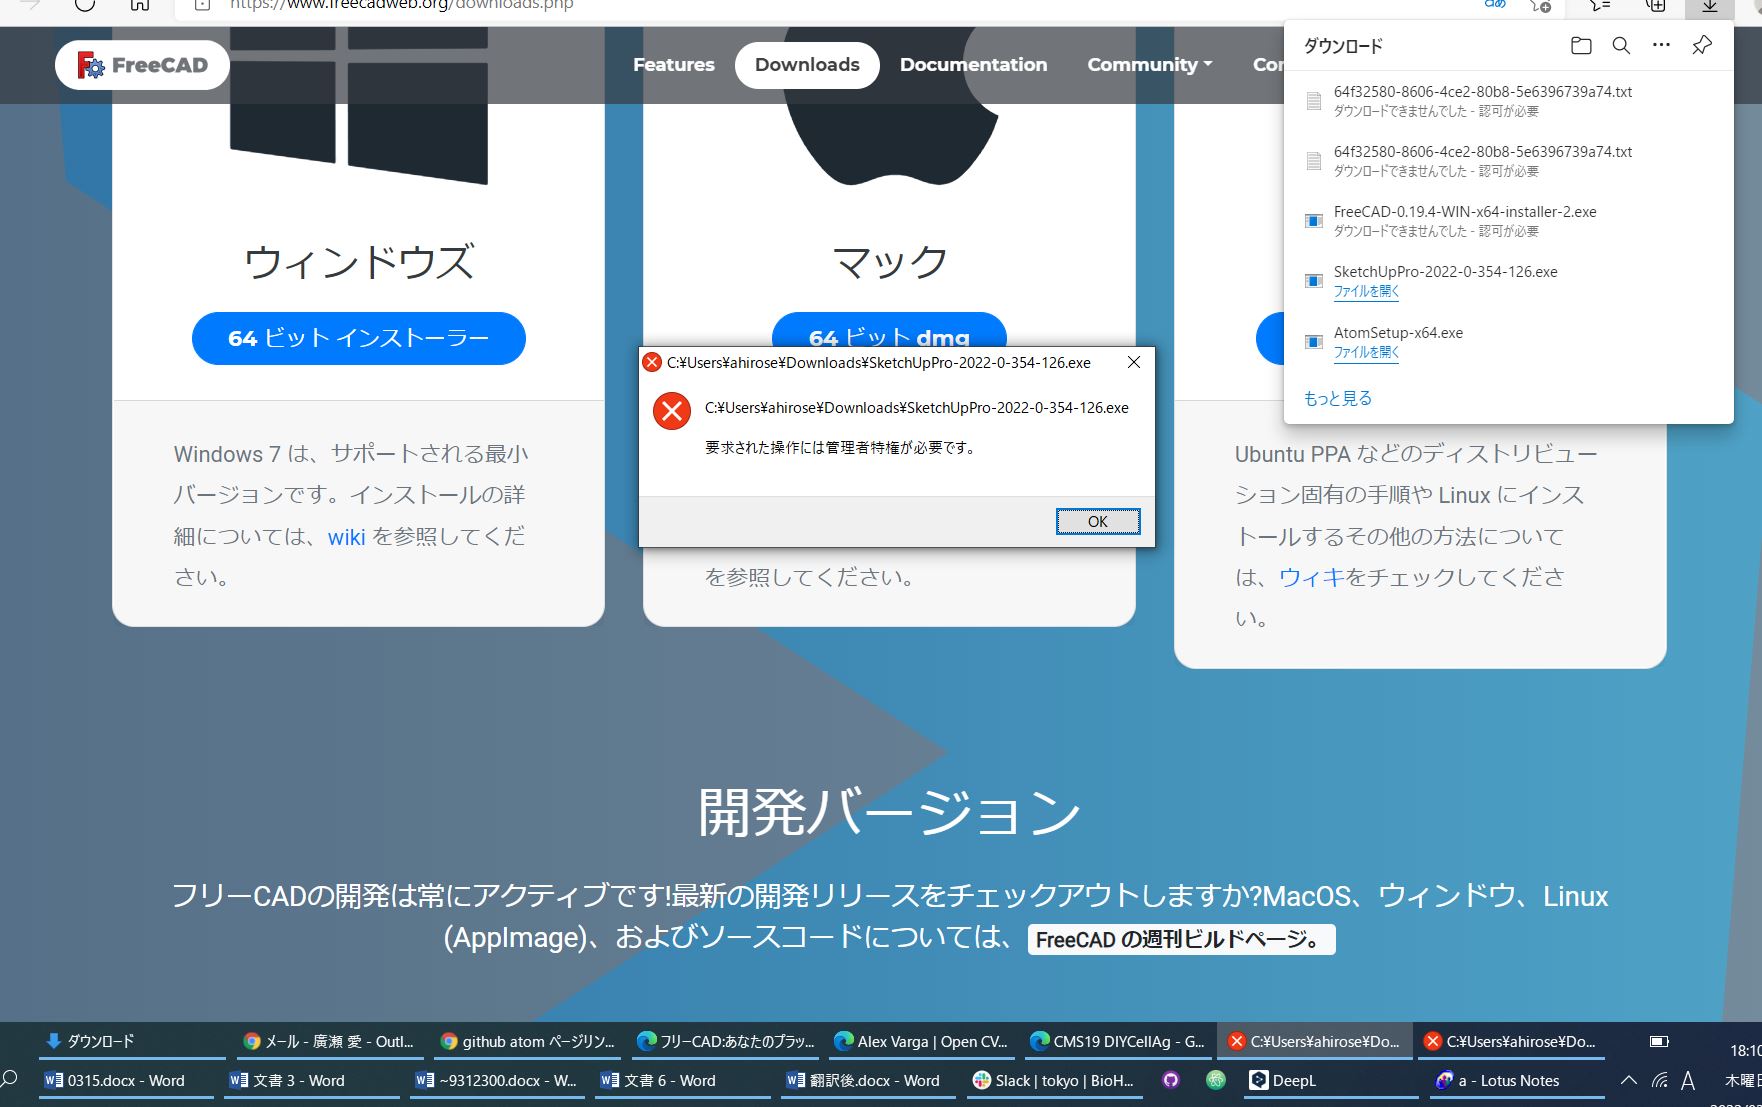 https://www.freecadweb.org/downloads.php
FreeCAD
Features
Downloads
Documentation
Community
ウィンドウズ
64 ビット インストーラー
Windows 7 は、サポートされる最小
バージョンです。インストールの詳
細については、wiki を参照してくだ
さい。
マック
64 ビット dmg
を参照してください。
Ubuntu PPA などのディストリビュー
ション固有の手順や Linux にインス
トールするその他の方法について
は、ウィキをチェックしてくださ
い。
ダウンロード
64f32580-8606-4ce2-80b8-5e6396739a74.txt
ダウンロードできませんでした - 認可が必要
64f32580-8606-4ce2-80b8-5e6396739a74.txt
ダウンロードできませんでした - 認可が必要
FreeCAD-0.19.4-WIN-x64-installer-2.exe
ダウンロードできませんでした - 認可が必要
SketchUpPro-2022-0-354-126.exe
ファイルを開く
AtomSetup-x64.exe
ファイルを開く
もっと見る
C:¥Users¥ahirose¥Downloads¥SketchUpPro-2022-0-354-126.exe
C:¥Users¥ahirose¥Downloads¥SketchUpPro-2022-0-354-126.exe
要求された操作には管理者特権が必要です。
OK
開発バージョン
フリーCADの開発は常にアクティブです!最新の開発リリースをチェックアウトしますか?MacOS、ウィンドウ、Linux
(AppImage)、およびソースコードについては、 FreeCAD の週刊ビルドページ。
ダウンロード
メール - 廣瀬 愛 - Outl...
github atom ページリン...
フリーCAD:あなたのプラッ...
Alex Varga | Open CV...
CMS19 DIYCellAg - G...
C:¥Users¥ahirose¥Do...
C:¥Users¥ahirose¥Do...
18:10
0315.docx - Word
文書 3 - Word
~9312300.docx - W...
文書 6 - Word
翻訳後.docx - Word
Slack | tokyo | BioH...
DeepL
a - Lotus Notes
A
木曜日